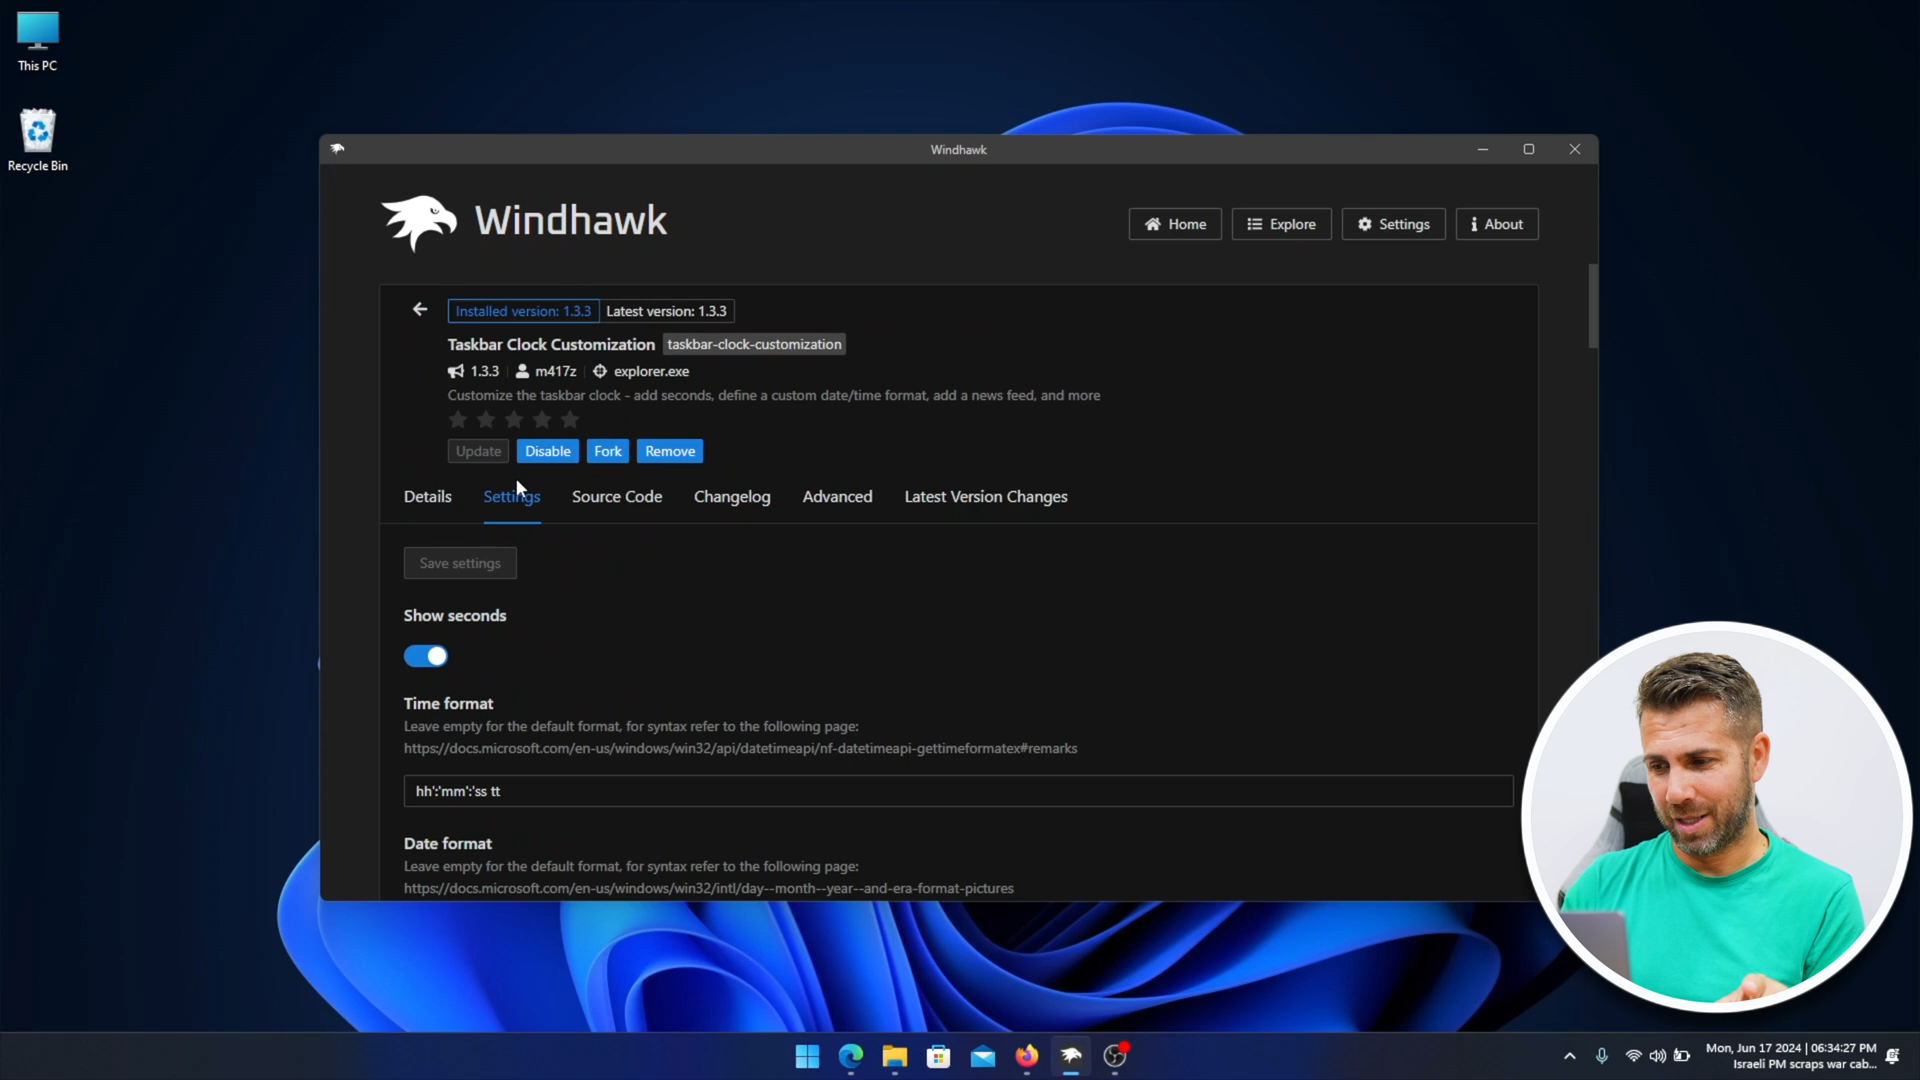 This PC
Recycle Bin
Windhawk
Windhawk
Home
Explore
Settings
About
Installed version: 1.3.3
Latest version: 1.3.3
Taskbar Clock Customization
taskbar-clock-customization
1.3.3
m417z
explorer.exe
Customize the taskbar clock - add seconds, define a custom date/time format, add a news feed, and more
Update
Disable
Fork
Remove
Details
Settings
Source Code
Changelog
Advanced
Latest Version Changes
Save settings
Show seconds
Time format
Leave empty for the default format, for syntax refer to the following page:
https://docs.microsoft.com/en-us/windows/win32/api/datetimeapi/nf-datetimeapi-gettimeformatex#remarks
hh':'mm':'ss tt
Date format
Leave empty for the default format, for syntax refer to the following page:
https://docs.microsoft.com/en-us/windows/win32/intl/day--month--year--and-era-format-pictures
Mon, Jun 17 2024 | 06:34:27 PM
Israeli PM scraps war cab...